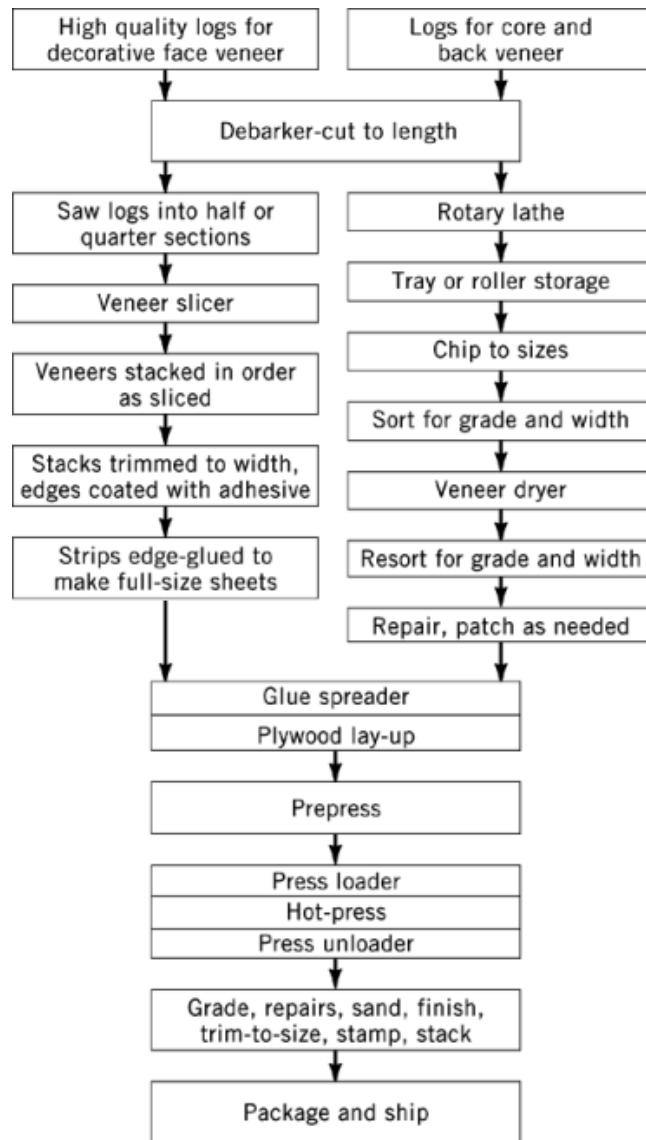 High quality logs for
decorative face veneer
Logs for core and
back veneer
Debarker-cut to length
Saw logs into half or
quarter sections
Veneer slicer
Veneers stacked in order
as sliced
Stacks trimmed to width,
edges coated with adhesive
Strips edge-glued to
make full-size sheets
Rotary lathe
Tray or roller storage
Chip to sizes
Sort for grade and width
Veneer dryer
Resort for grade and width
Repair, patch as needed
Glue spreader
Plywood lay-up
Prepress
Press loader
Hot-press
Press unloader
Grade, repairs, sand, finish,
trim-to-size, stamp, stack
Package and ship